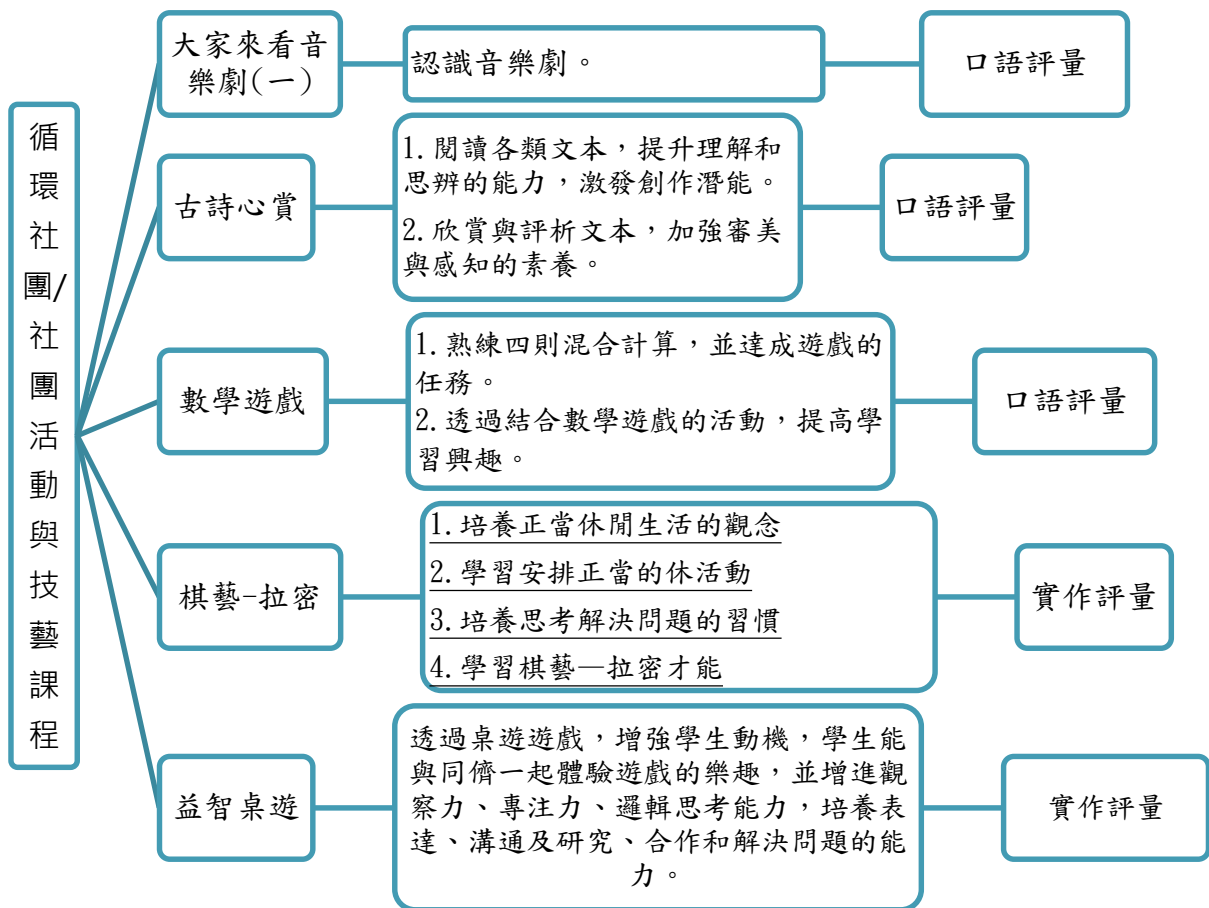 循
環
社
團/
社
團
活
動
與
技
藝
課
程
大家來看音
樂劇(一)
認識音樂劇。
口語評量
古詩心賞
1.閱讀各類文本，提升理解和
思辨的能力，激發創作潛能。
2.欣賞與評析文本，加強審美
與感知的素養。
口語評量
數學遊戲
1.熟練四則混合計算，並達成遊戲的
任務。
2.透過結合數學遊戲的活動，提高學
習興趣。
口語評量
棋藝-拉密
1.培養正當休閒生活的觀念
2.學習安排正當的休活動
3.培養思考解決問題的習慣
4.學習棋藝—拉密才能
實作評量
益智桌遊
透過桌遊遊戲，增強學生動機，學生能
與同儕一起體驗遊戲的樂趣，並增進觀
察力、專注力、邏輯思考能力，培養表
達、溝通及研究、合作和解決問題的能
力。
實作評量